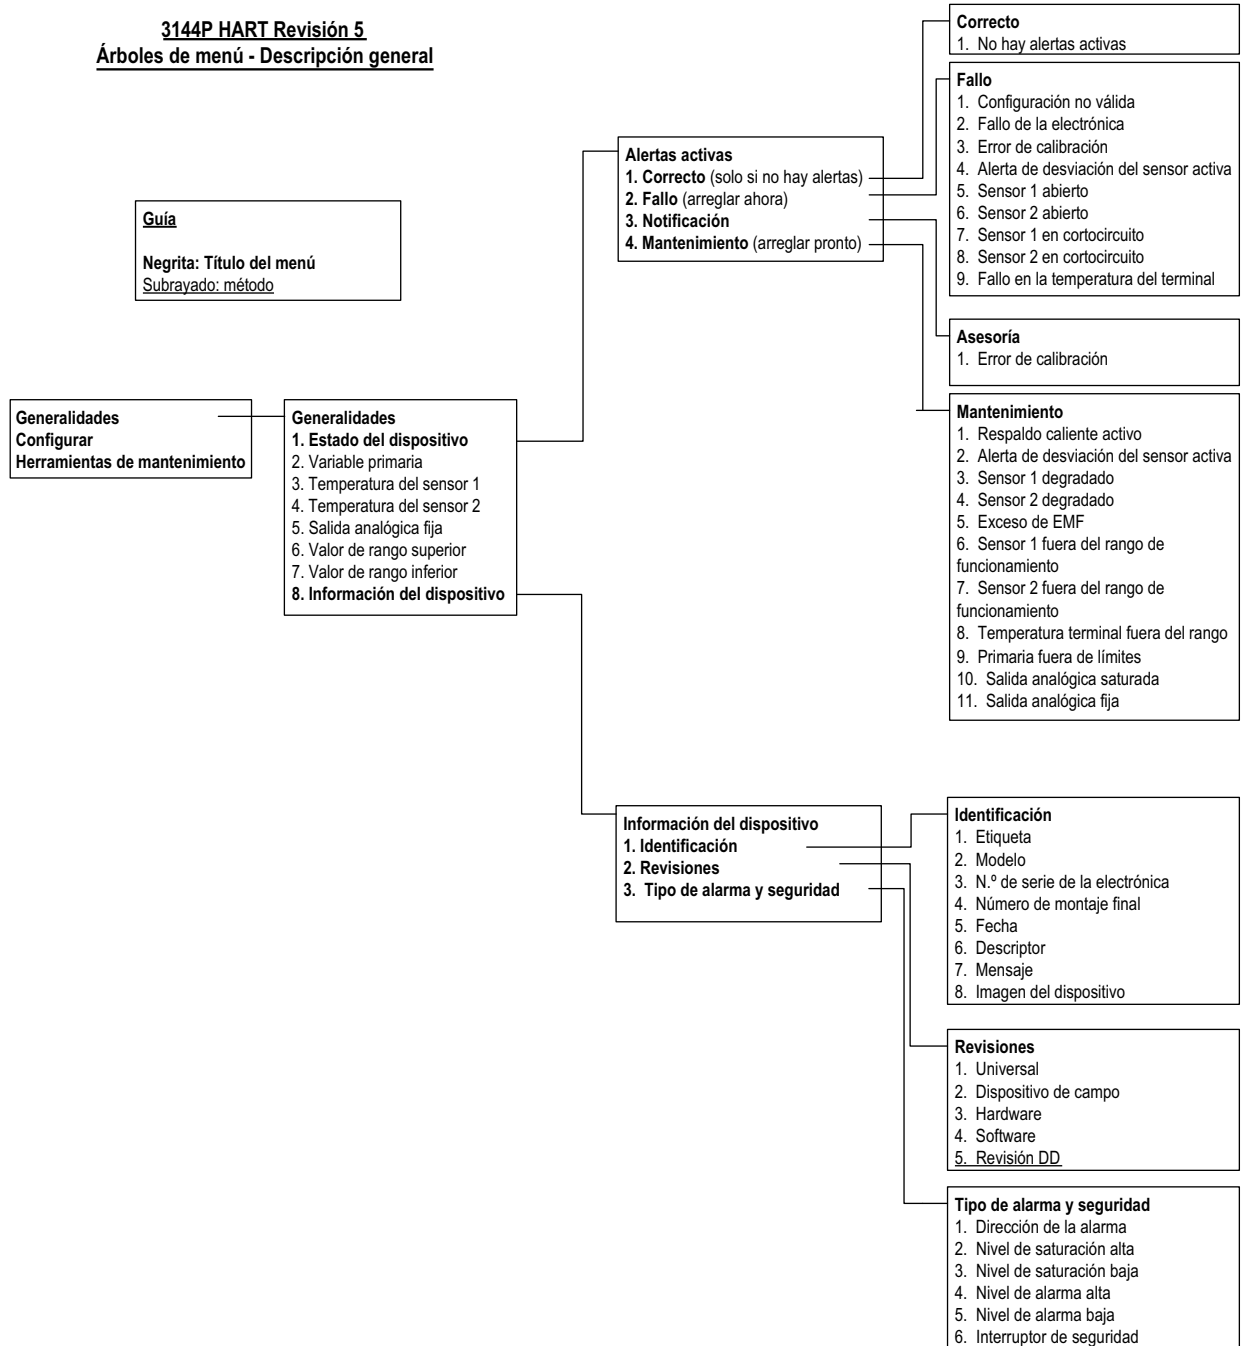 3144P HART Revisión 5
Árboles de menú - Descripción general
Guía
Negrita: Título del menú
Subrayado: método
Generalidades
Configurar
Herramientas de mantenimiento
Generalidades
1. Estado del dispositivo
2. Variable primaria
3. Temperatura del sensor 1
4. Temperatura del sensor 2
5. Salida analógica fija
6. Valor de rango superior
7. Valor de rango inferior
8. Información del dispositivo
Alertas activas
1. Correcto (solo si no hay alertas)
2. Fallo (arreglar ahora)
3. Notificación
4. Mantenimiento (arreglar pronto)
Correcto
1. No hay alertas activas
Fallo
1. Configuración no válida
2. Fallo de la electrónica
3. Error de calibración
4. Alerta de desviación del sensor activa
5. Sensor 1 abierto
6. Sensor 2 abierto
7. Sensor 1 en cortocircuito
8. Sensor 2 en cortocircuito
9. Fallo en la temperatura del terminal
Asesoría
1. Error de calibración
Mantenimiento
1. Respaldo caliente activo
2. Alerta de desviación del sensor activa
3. Sensor 1 degradado
4. Sensor 2 degradado
5. Exceso de EMF
6. Sensor 1 fuera del rango de
funcionamiento
7. Sensor 2 fuera del rango de
funcionamiento
8. Temperatura terminal fuera del rango
9. Primaria fuera de límites
10. Salida analógica saturada
11. Salida analógica fija
Información del dispositivo
1. Identificación
2. Revisiones
3. Tipo de alarma y seguridad
Identificación
1. Etiqueta
2. Modelo
3. N.º de serie de la electrónica
4. Número de montaje final
5. Fecha
6. Descriptor
7. Mensaje
8. Imagen del dispositivo
Revisiones
1. Universal
2. Dispositivo de campo
3. Hardware
4. Software
5. Revisión DD
Tipo de alarma y seguridad
1. Dirección de la alarma
2. Nivel de saturación alta
3. Nivel de saturación baja
4. Nivel de alarma alta
5. Nivel de alarma baja
6. Interruptor de seguridad